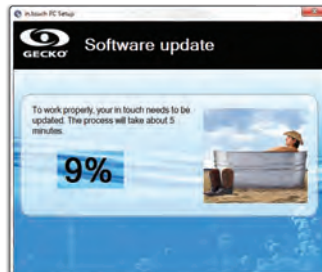 in.touch PC Setup
GECKO
Software update
To work properly, your in touch needs to be
updated. The process will take about 5
minutes.
9%